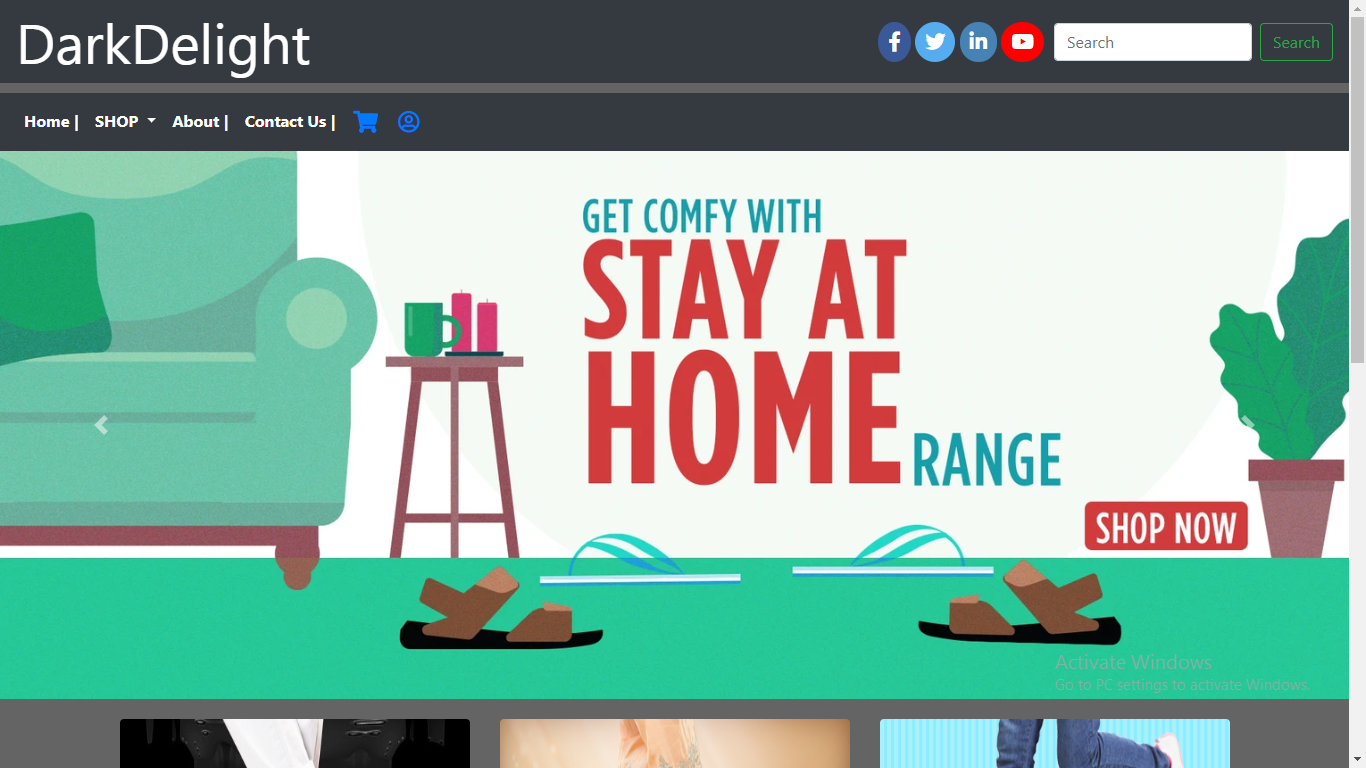 DarkDelight
Search
Search
Home |
SHOP
About |
Contact Us |
GET COMFY WITH
STAY AT
HOME RANGE
SHOP NOW
Activate Windows
Go to PC settings to activate Windows.